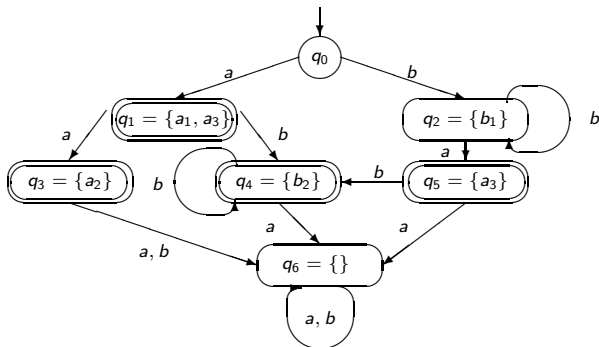 q0
a
b
q1 = {a1, a3}
q2 = {b1}
b
a
b
a
q3 = {a2}
b
q4 = {b2}
b
q5 = {a3}
a
a
a, b
q6 = {}
a, b